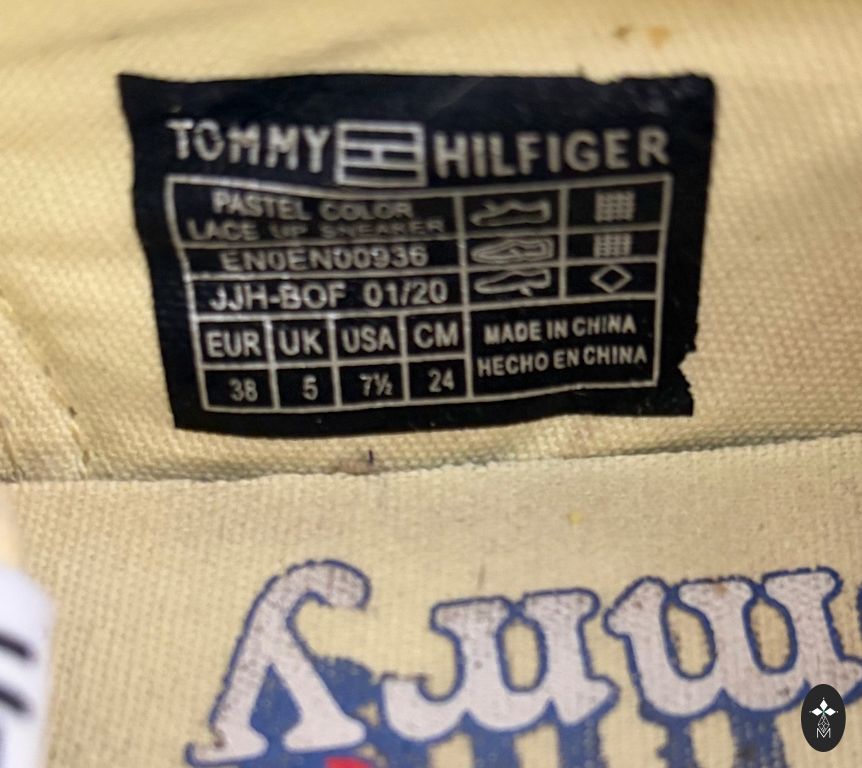 TOMMY HILFIGER
PASTEL COLOR
LACE UP SNEAKER
EN0EN00936
JJH-BOF 01/20
EUR UK USA CM
38 5 7½ 24
MADE IN CHINA
HECHO EN CHINA
mmy
M